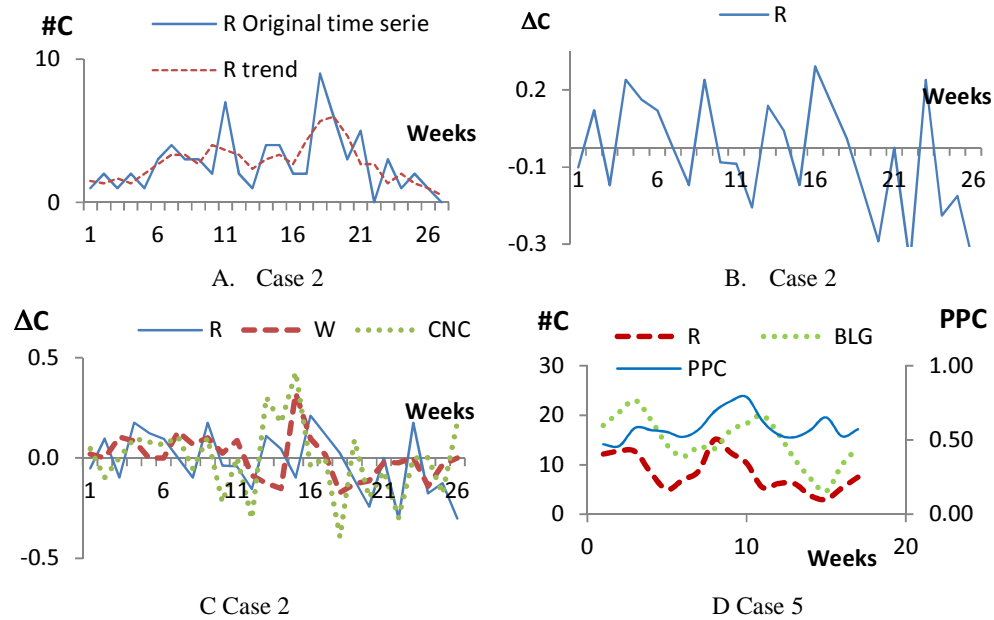 #C
R Original time serie
R trend
10
0
Weeks
1 6 11 16 21 26
A. Case 2
ΔC
R
0.2
-0.1
-0.3
Weeks
1 6 11 16 21 26
B. Case 2
ΔC
R W CNC
0.5
0.0
-0.5
Weeks
1 6 11 16 21 26
C Case 2
#C
PPC
R BLG
PPC
30
20
10
0
1.00
0.50
0.00
0 10 20
Weeks
D Case 5